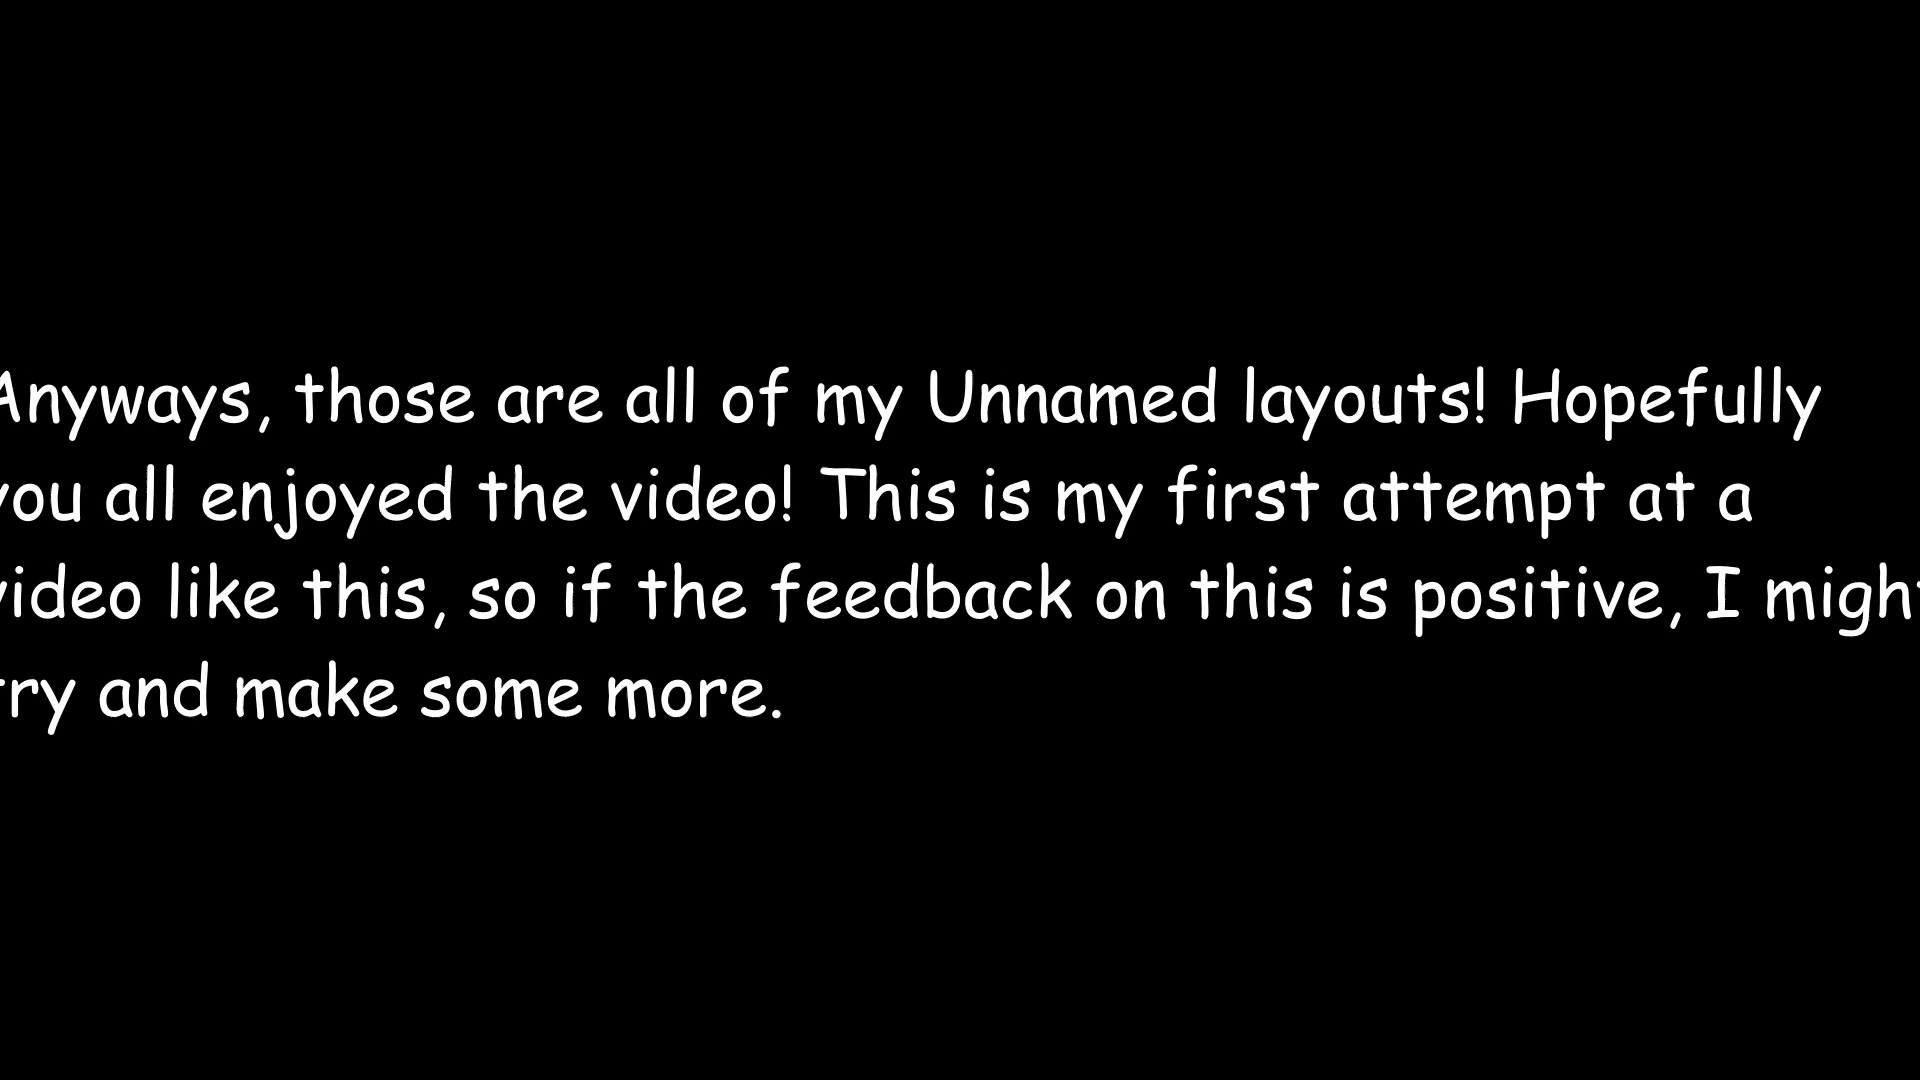 Anyways, those are all of my Unnamed layouts! Hopefully
you all enjoyed the video! This is my first attempt at a
video like this, so if the feedback on this is positive, I might
try and make some more.